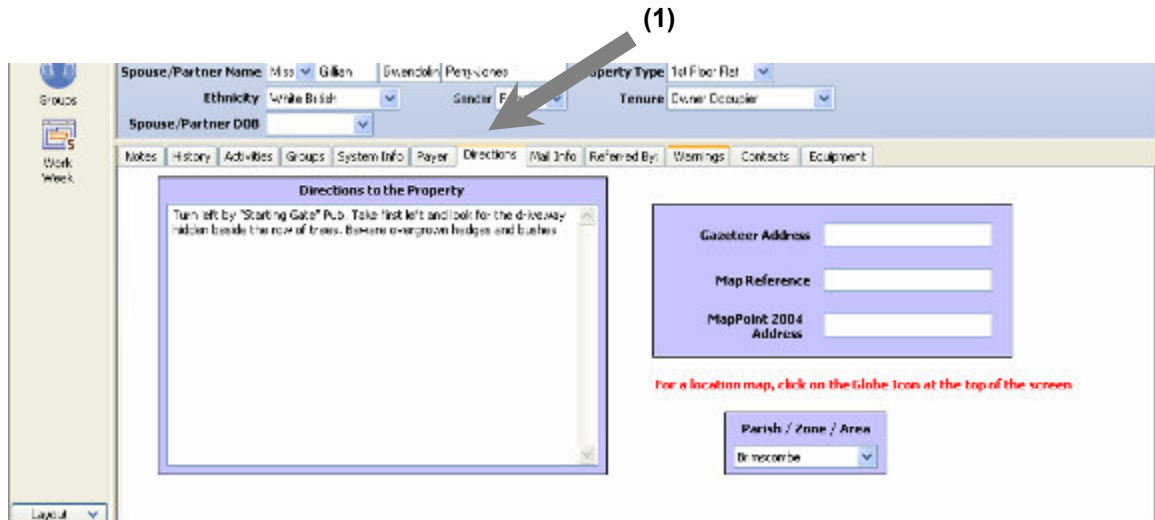 (1)
Groups
5
Work
Week
Spouse/Partner Name Miss Gillian Gwendolin Perry-Jones Property Type 1st Floor Flat
Ethnicity White British Gender Tenure Owner Occupier
Spouse/Partner DOB
Notes History Activities Groups System Info Payer Directions Mail Info Referred By: Warnings Contacts Equipment
Directions to the Property
Turn left by "Starting Gate" Pub. Take first left and look for the driveway
hidden beside the row of trees. Beware overgrown hedges and bushes
Gazeteer Address
Map Reference
MapPoint 2004
Address
For a location map, click on the Globe Icon at the top of the screen
Parish / Zone / Area
Brimscombe
Layout